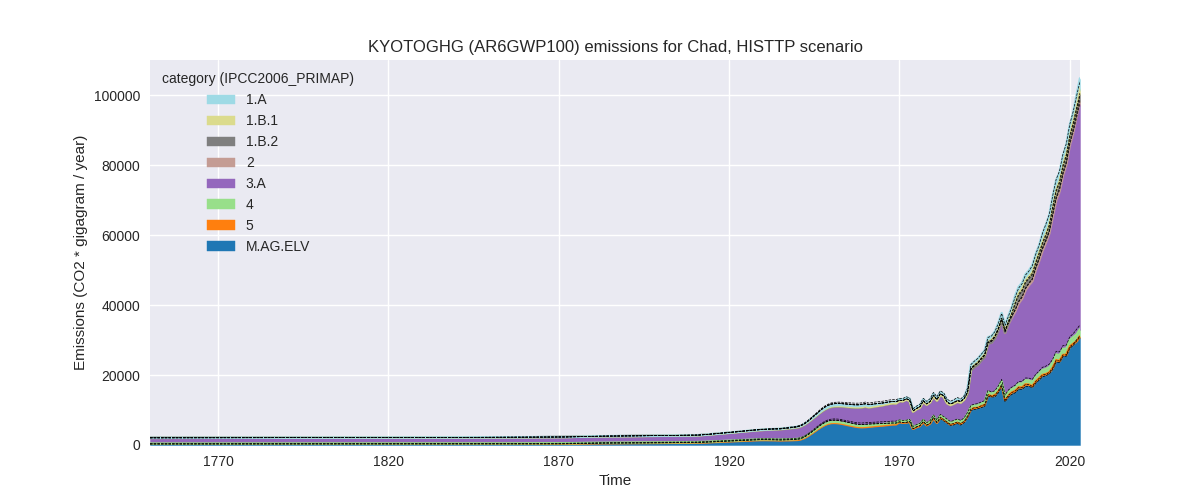 KYOTOGHG (AR6GWP100) emissions for Chad, HISTTP scenario
category (IPCC2006_PRIMAP)
1.A
1.B.1
1.B.2
2
3.A
4
5
M.AG.ELV
Emissions (CO2 * gigagram / year)
100000
80000
60000
40000
20000
0
1770
1820
1870
1920
1970
2020
Time